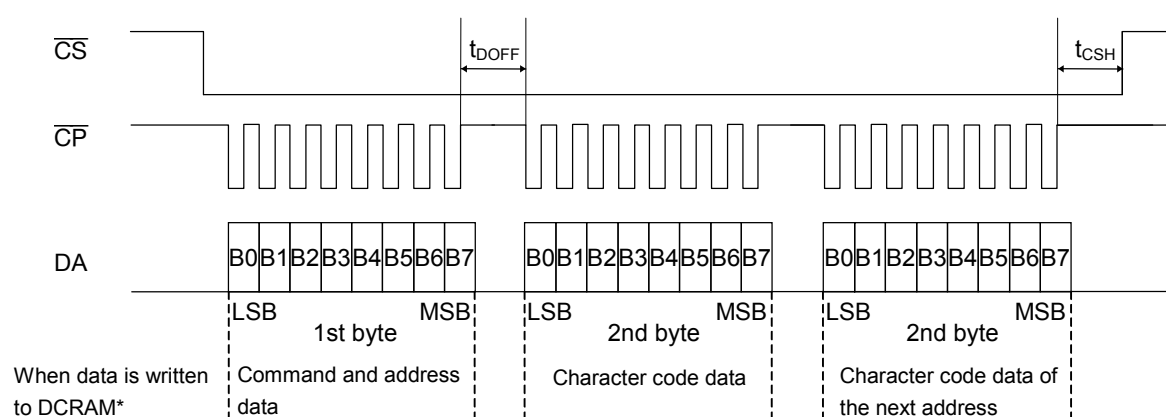 CS
t_DOFF
t_CSH
CP
DA
B0 B1 B2 B3 B4 B5 B6 B7
B0 B1 B2 B3 B4 B5 B6 B7
B0 B1 B2 B3 B4 B5 B6 B7
LSB MSB
1st byte
LSB MSB
2nd byte
LSB MSB
2nd byte
When data is written
to DCRAM*
Command and address
data
Character code data
Character code data of
the next address